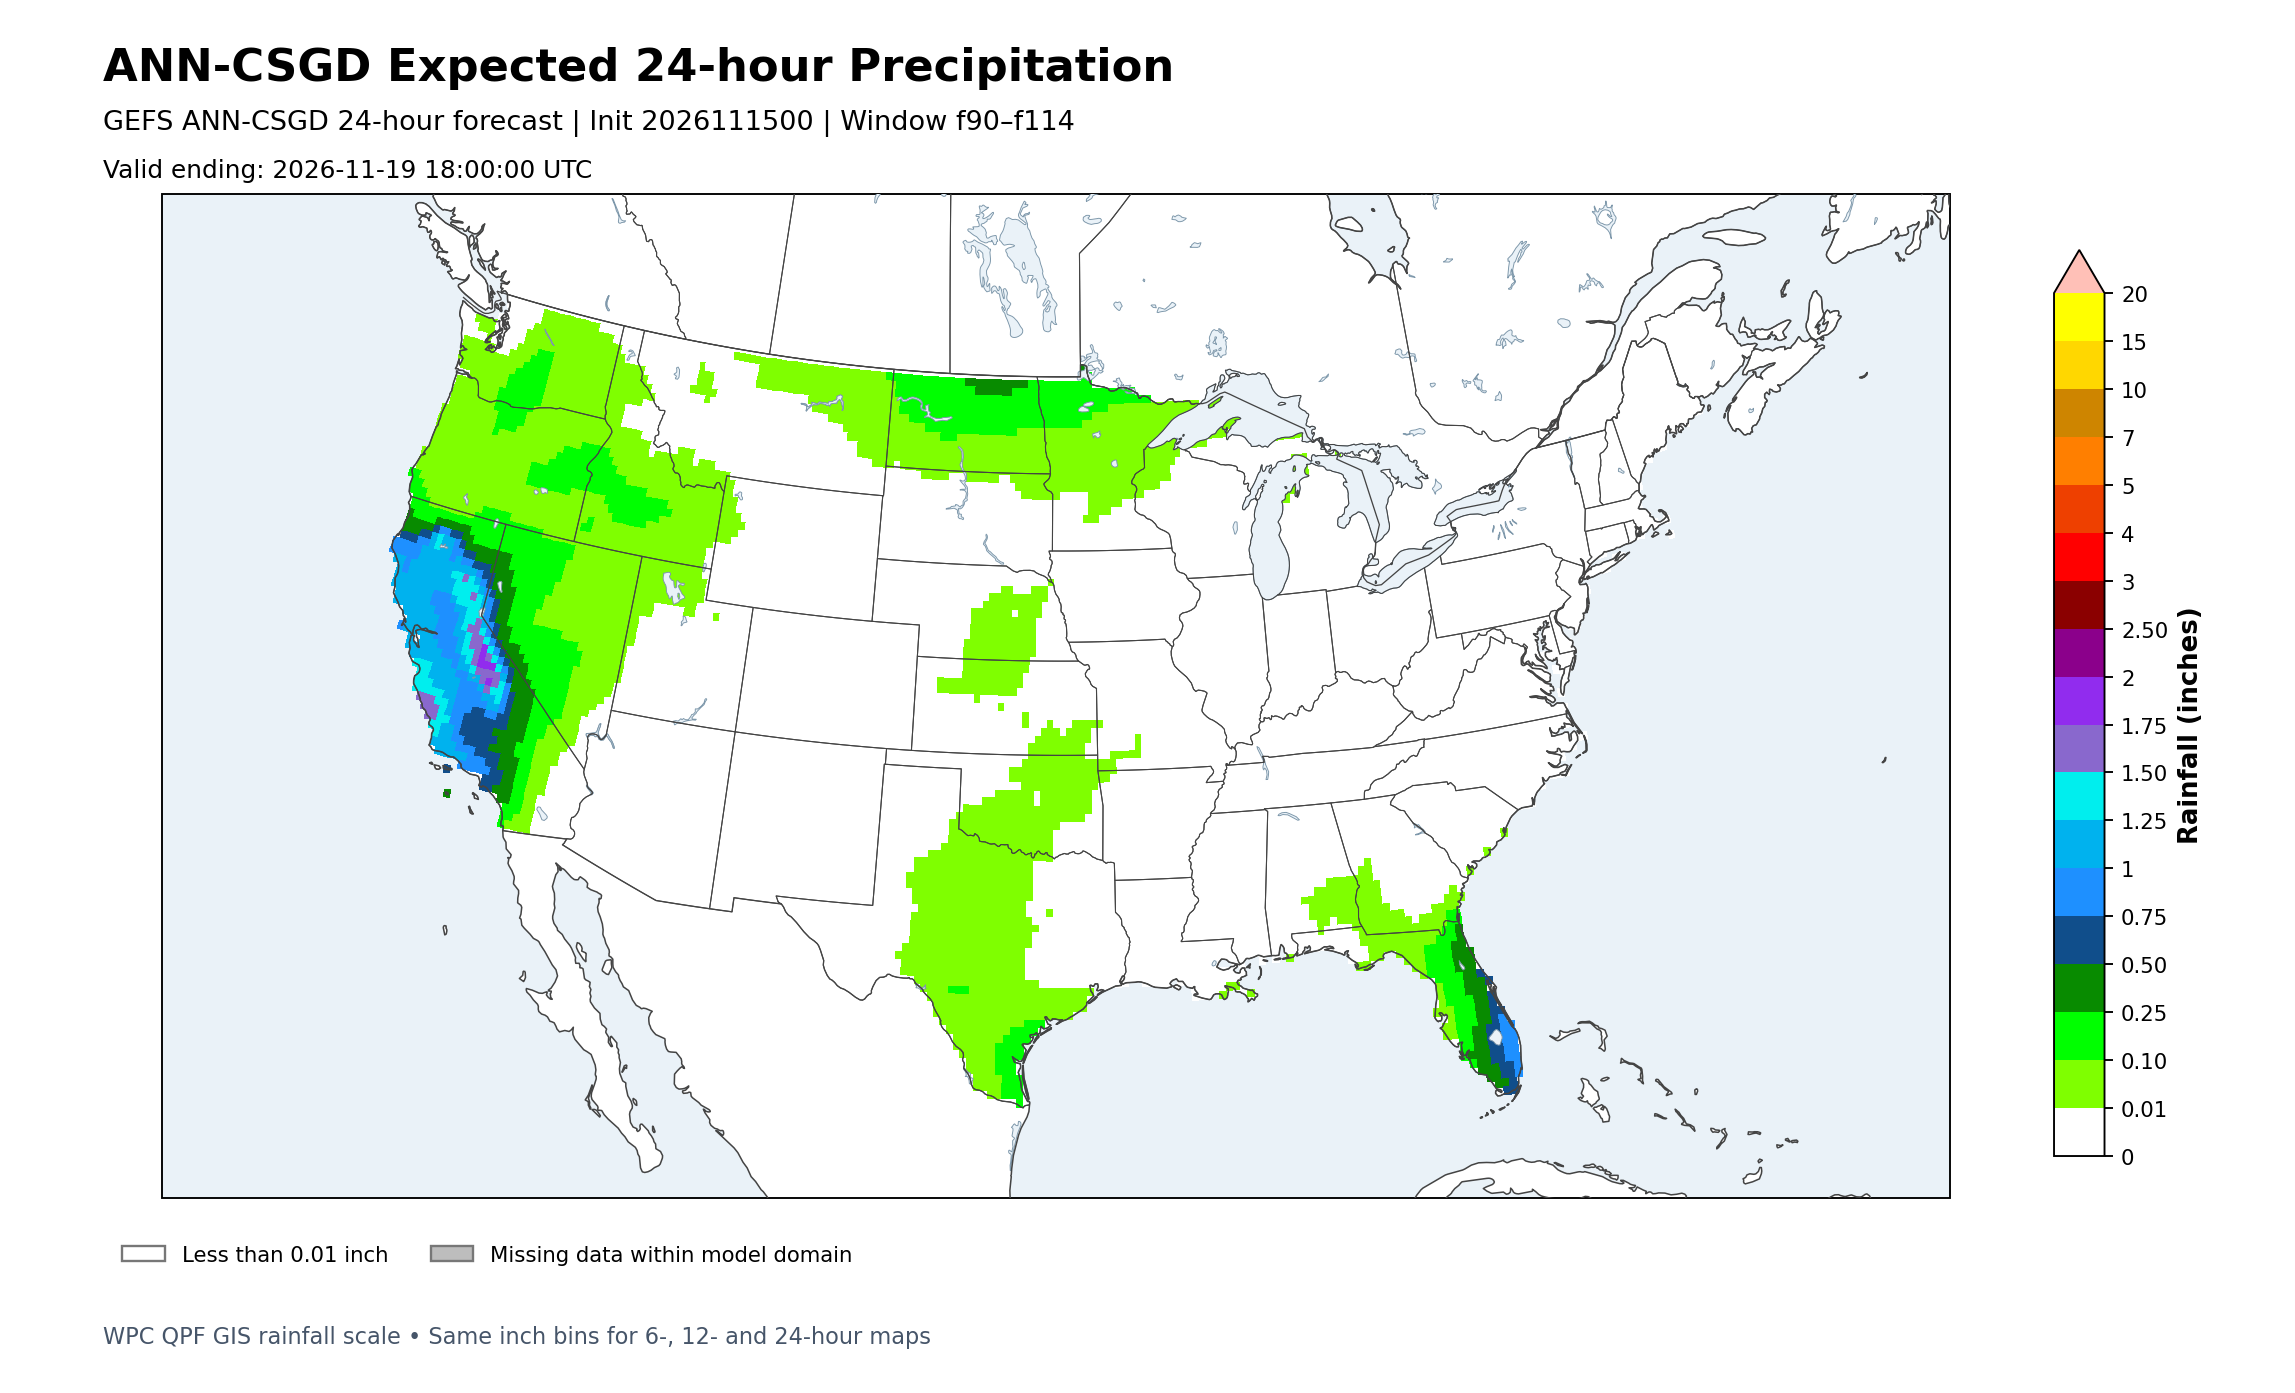 ANN-CSGD Expected 24-hour Precipitation
GEFS ANN-CSGD 24-hour forecast | Init 2026111500 | Window f90–f114
Valid ending: 2026-11-19 18:00:00 UTC
20
15
10
7
5
4
3
2.50
2
1.75
1.50
1.25
1
0.75
0.50
0.25
0.10
0.01
0
Rainfall (inches)
Less than 0.01 inch
Missing data within model domain
WPC QPF GIS rainfall scale • Same inch bins for 6-, 12- and 24-hour maps